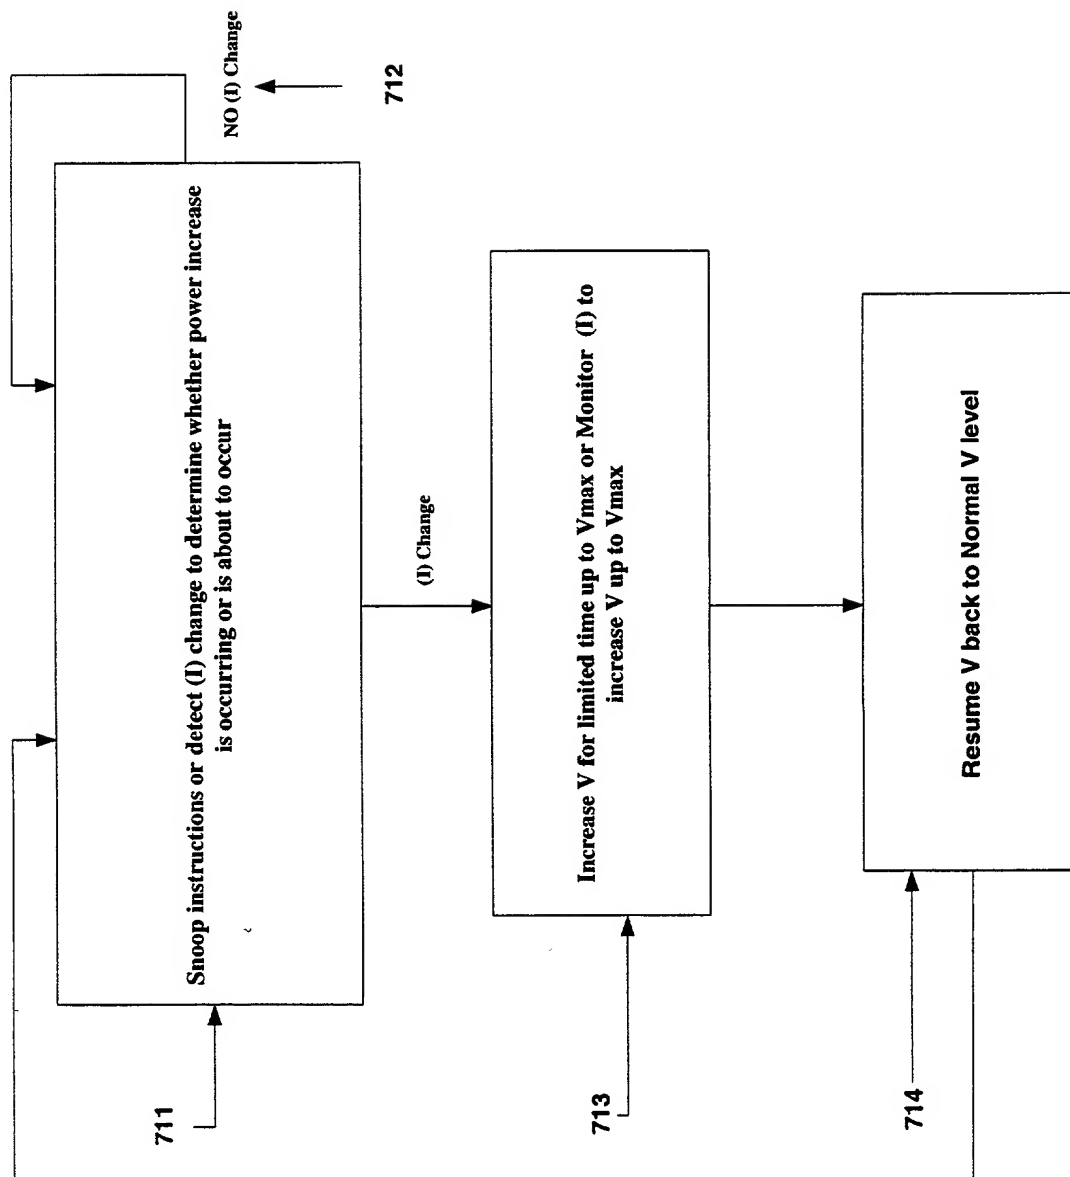 NO (I) Change
712
Snoop instructions or detect (I) change to determine whether power increase
is occurring or is about to occur
711
(I) Change
Increase V for limited time up to Vmax or Monitor (I) to
increase V up to Vmax
713
Resume V back to Normal V level
714